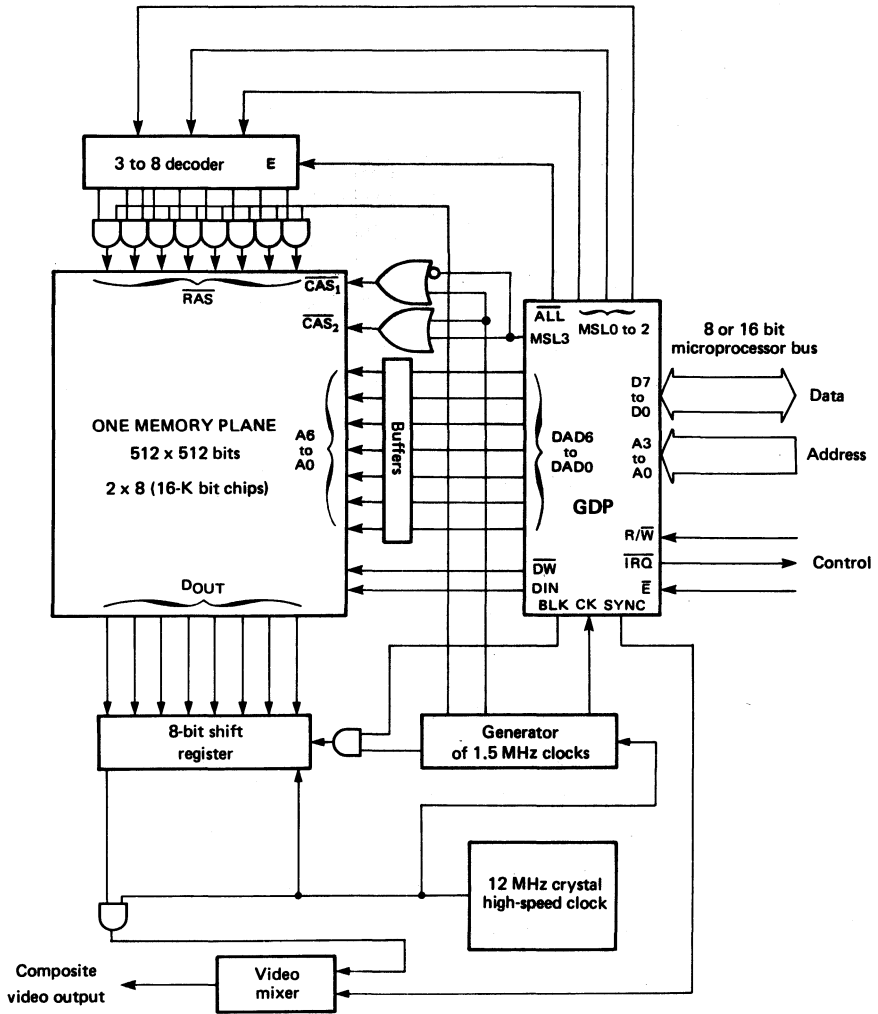 3 to 8 decoder E
RAS
CAS1
CAS2
ALL
MSL0 to 2
MSL3
8 or 16 bit
microprocessor bus
D7
to
D0
Data
ONE MEMORY PLANE
512 x 512 bits
2 x 8 (16-K bit chips)
A6
to
A0
Buffers
DAD6
to
DAD0
A3
to
A0
Address
GDP
R/W
IRQ
Control
E
DW
DIN
BLK CK SYNC
DOUT
8-bit shift
register
Generator
of 1.5 MHz clocks
12 MHz crystal
high-speed clock
Composite
video output
Video
mixer